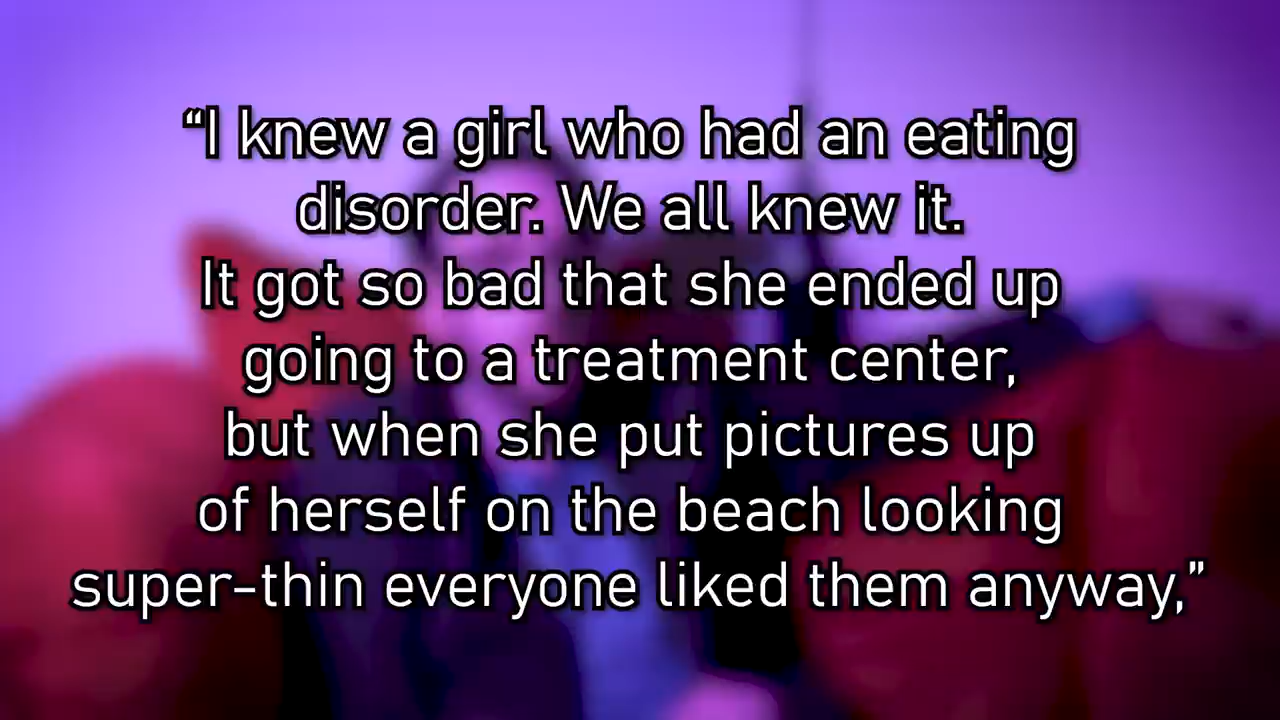 “I knew a girl who had an eating
disorder. We all knew it.
It got so bad that she ended up
going to a treatment center,
but when she put pictures up
of herself on the beach looking
super-thin everyone liked them anyway,”